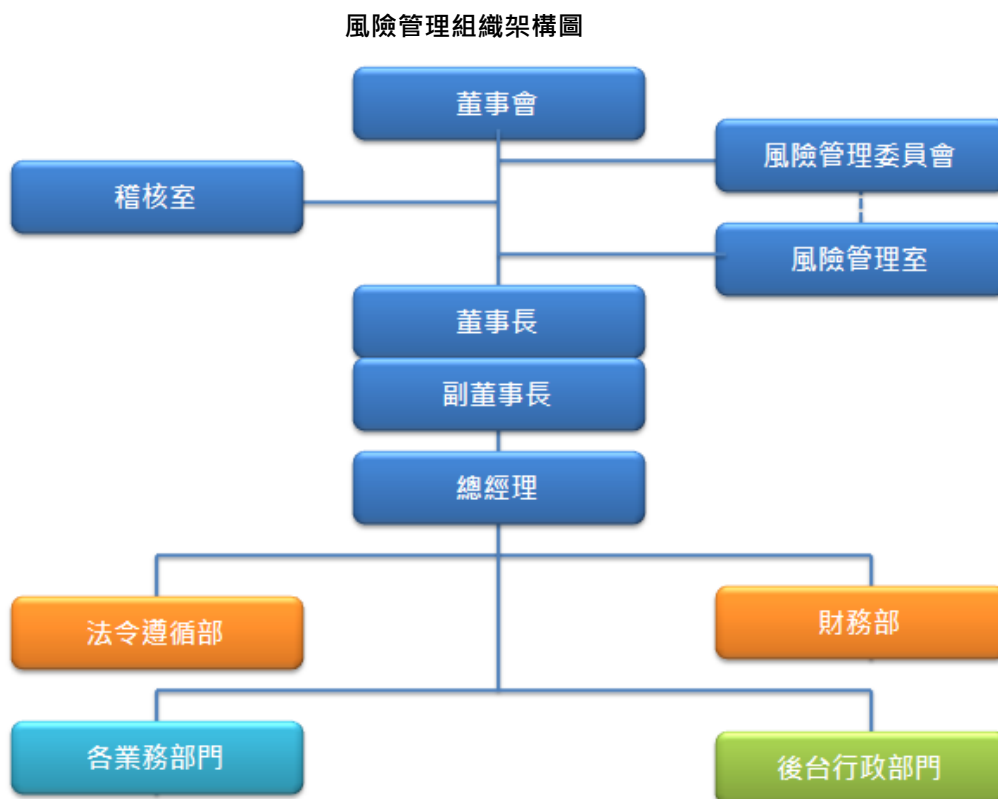 風險管理組織架構圖
董事會
風險管理委員會
稽核室
風險管理室
董事長
副董事長
總經理
法令遵循部
財務部
各業務部門
後台行政部門